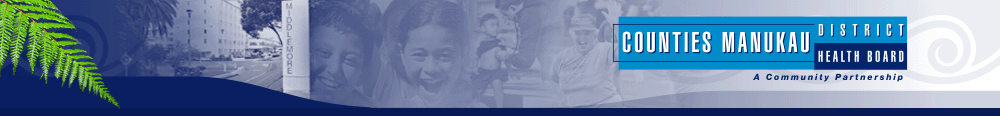 MIDDLEMORE
COUNTIES MANUKAU
DISTRICT
HEALTH BOARD
A Community Partnership